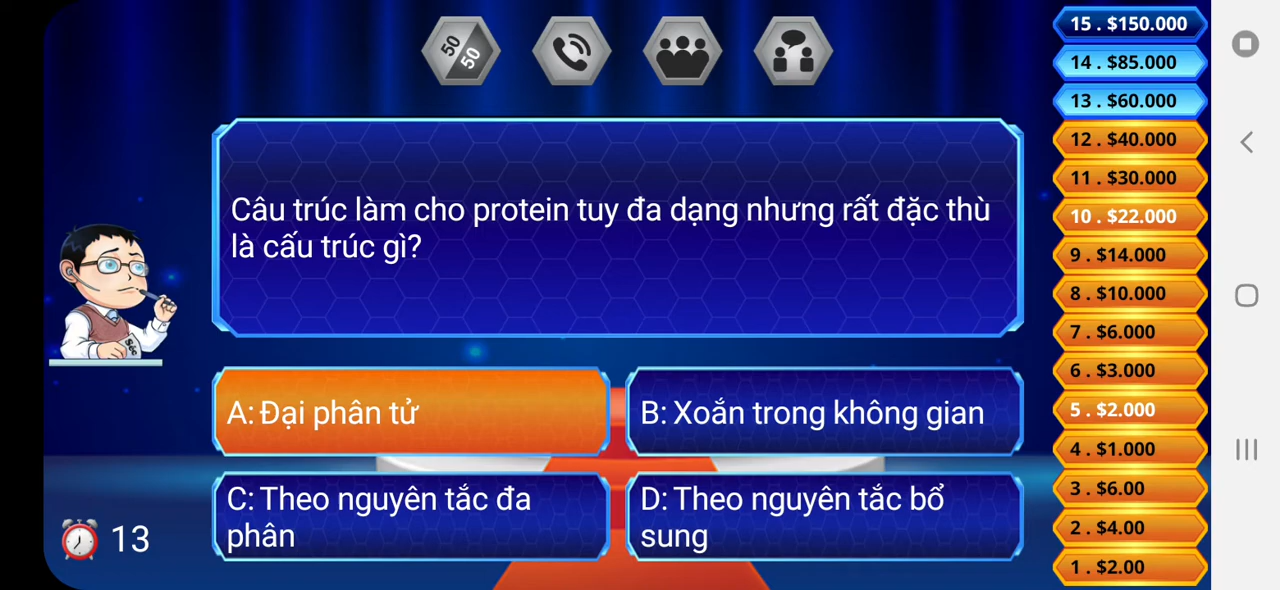 50
50
Câu trúc làm cho protein tuy đa dạng nhưng rất đặc thù
là cấu trúc gì?
A: Đại phân tử
B: Xoắn trong không gian
C: Theo nguyên tắc đa
phân
D: Theo nguyên tắc bổ
sung
13
15 . $150.000
14 . $85.000
13 . $60.000
12 . $40.000
11 . $30.000
10 . $22.000
9 . $14.000
8 . $10.000
7 . $6.000
6 . $3.000
5 . $2.000
4 . $1.000
3 . $6.00
2 . $4.00
1 . $2.00